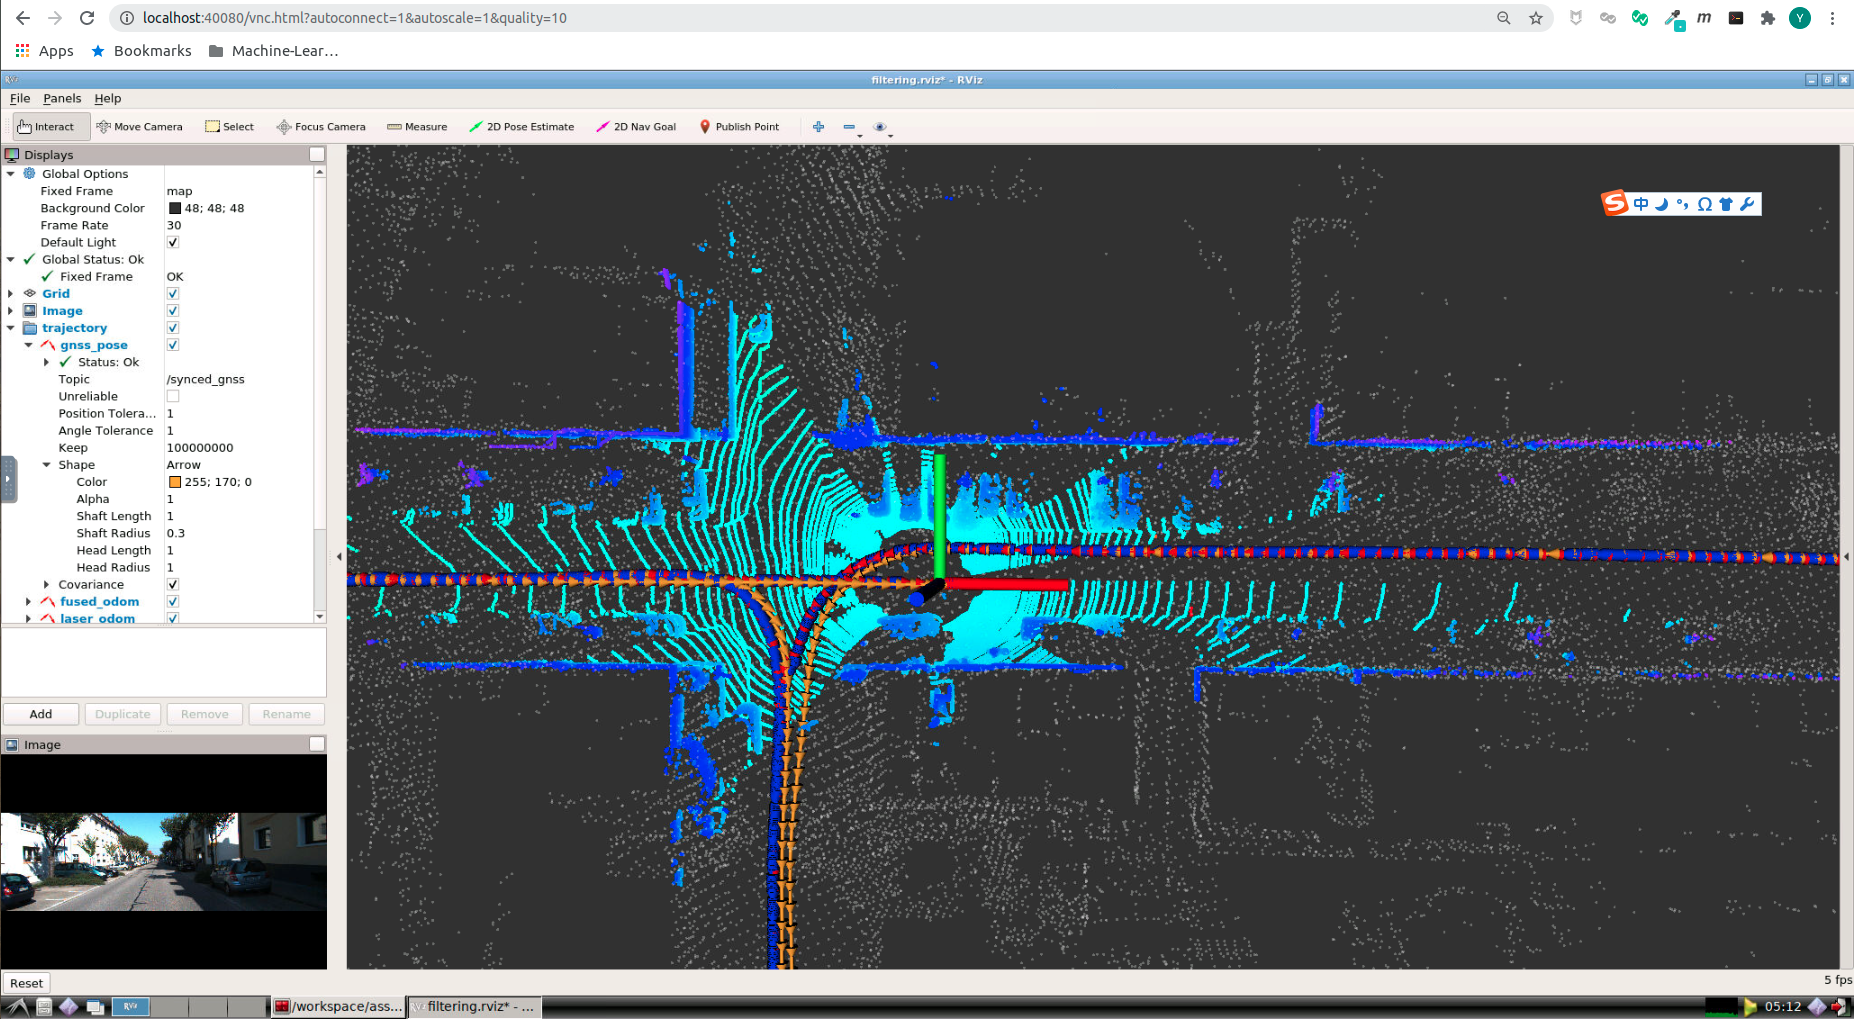 localhost:40080/vnc.html?autoconnect=1&autoscale=1&quality=10
m
Y
Apps
Bookmarks
Machine-Lear…
RViz
filtering.rviz* - RViz
File
Panels
Help
Interact
Move Camera
Select
Focus Camera
Measure
2D Pose Estimate
2D Nav Goal
Publish Point
Displays
Global Options
Fixed Frame map
Background Color 48; 48; 48
Frame Rate 30
Default Light
Global Status: Ok
Fixed Frame OK
Grid
Image
trajectory
gnss_pose
Status: Ok
Topic /synced_gnss
Unreliable
Position Tolera... 1
Angle Tolerance 1
Keep 100000000
Shape Arrow
Color 255; 170; 0
Alpha 1
Shaft Length 1
Shaft Radius 0.3
Head Length 1
Head Radius 1
Covariance
fused_odom
laser_odom
Add
Duplicate
Remove
Rename
Image
S 中 °, Ω
Reset
5 fps
RViz
/workspace/ass...
RViz filtering.rviz* - ...
05:12